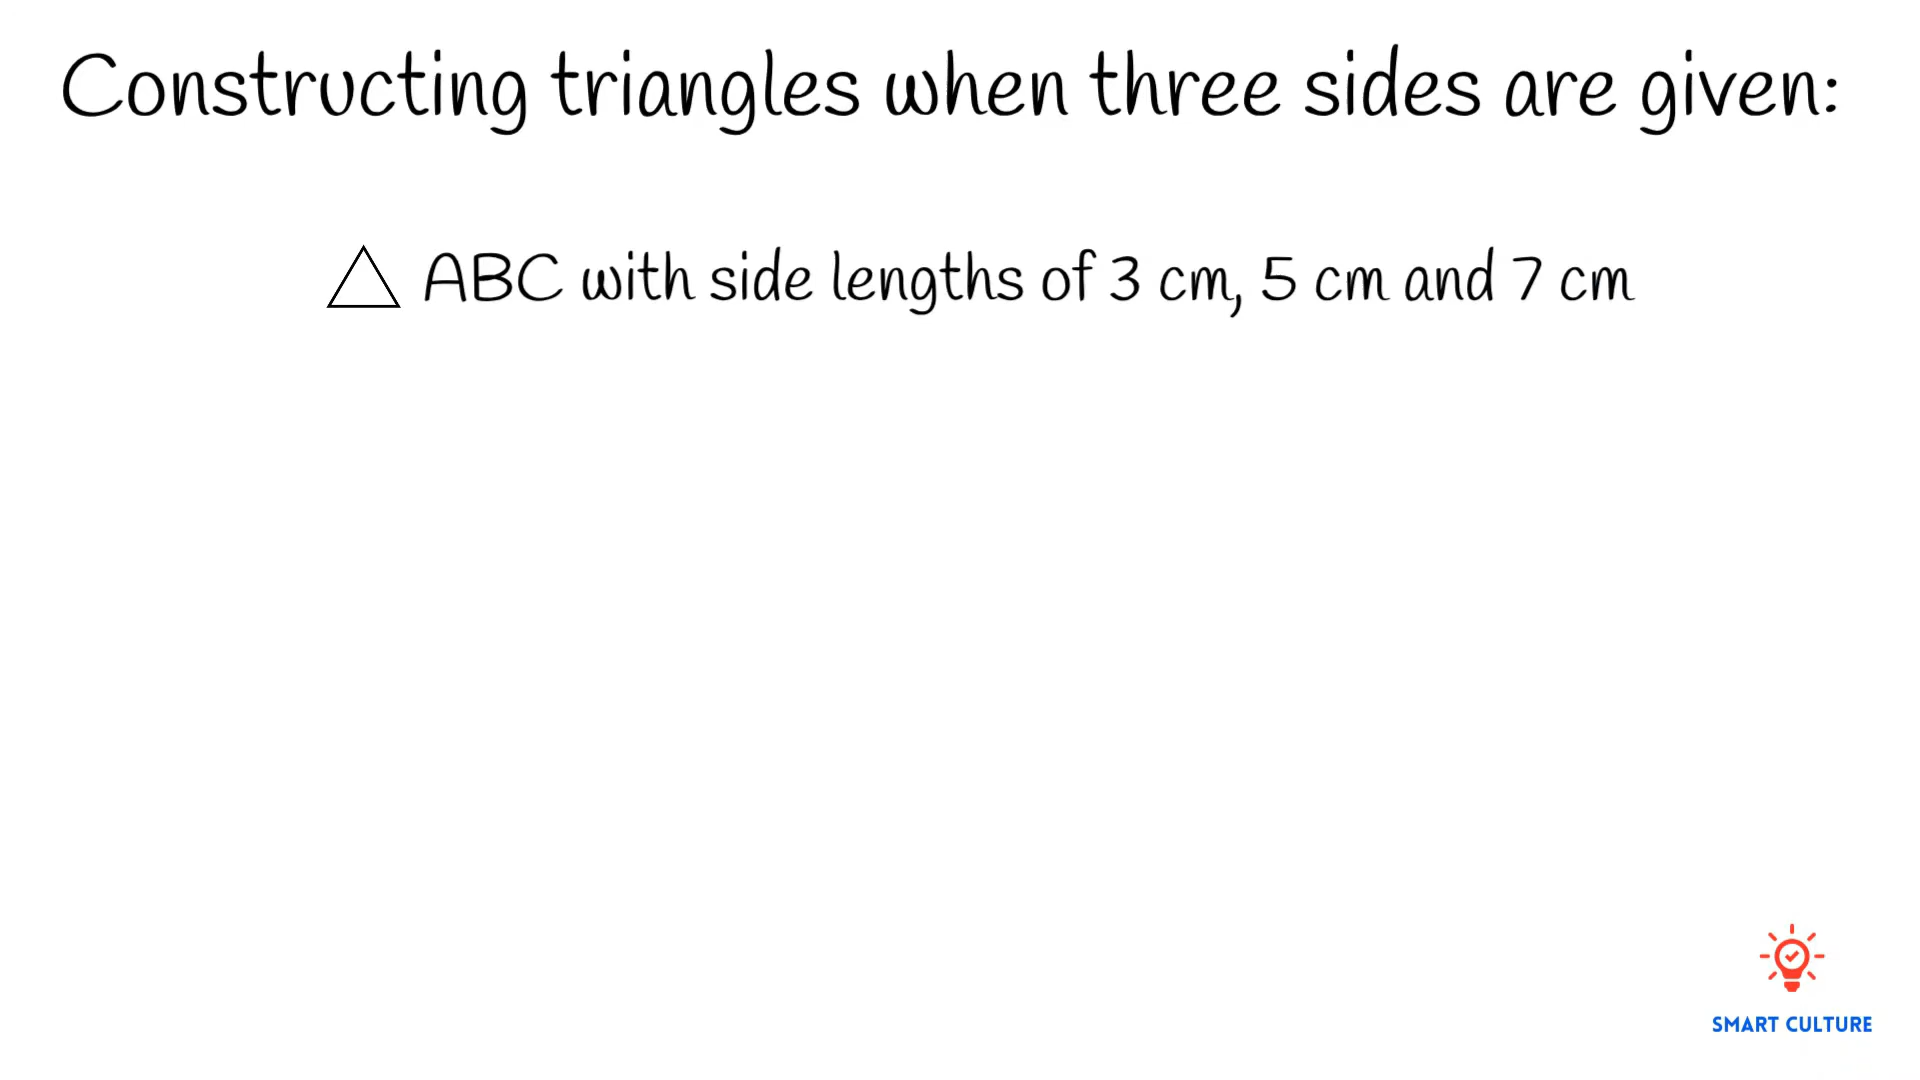 Constructing triangles when three sides are given:
ABC with side lengths of 3 cm, 5 cm and 7 cm
SMART CULTURE